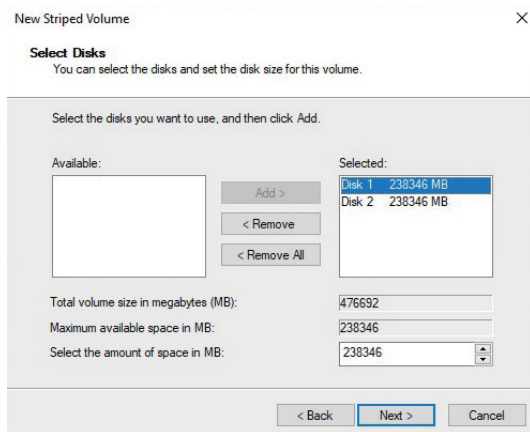 New Striped Volume
Select Disks
You can select the disks and set the disk size for this volume.
Select the disks you want to use, and then click Add.
Available:
Selected:
Add >
< Remove
< Remove All
Disk 1 238346 MB
Disk 2 238346 MB
Total volume size in megabytes (MB): 476692
Maximum available space in MB: 238346
Select the amount of space in MB: 238346
< Back Next > Cancel